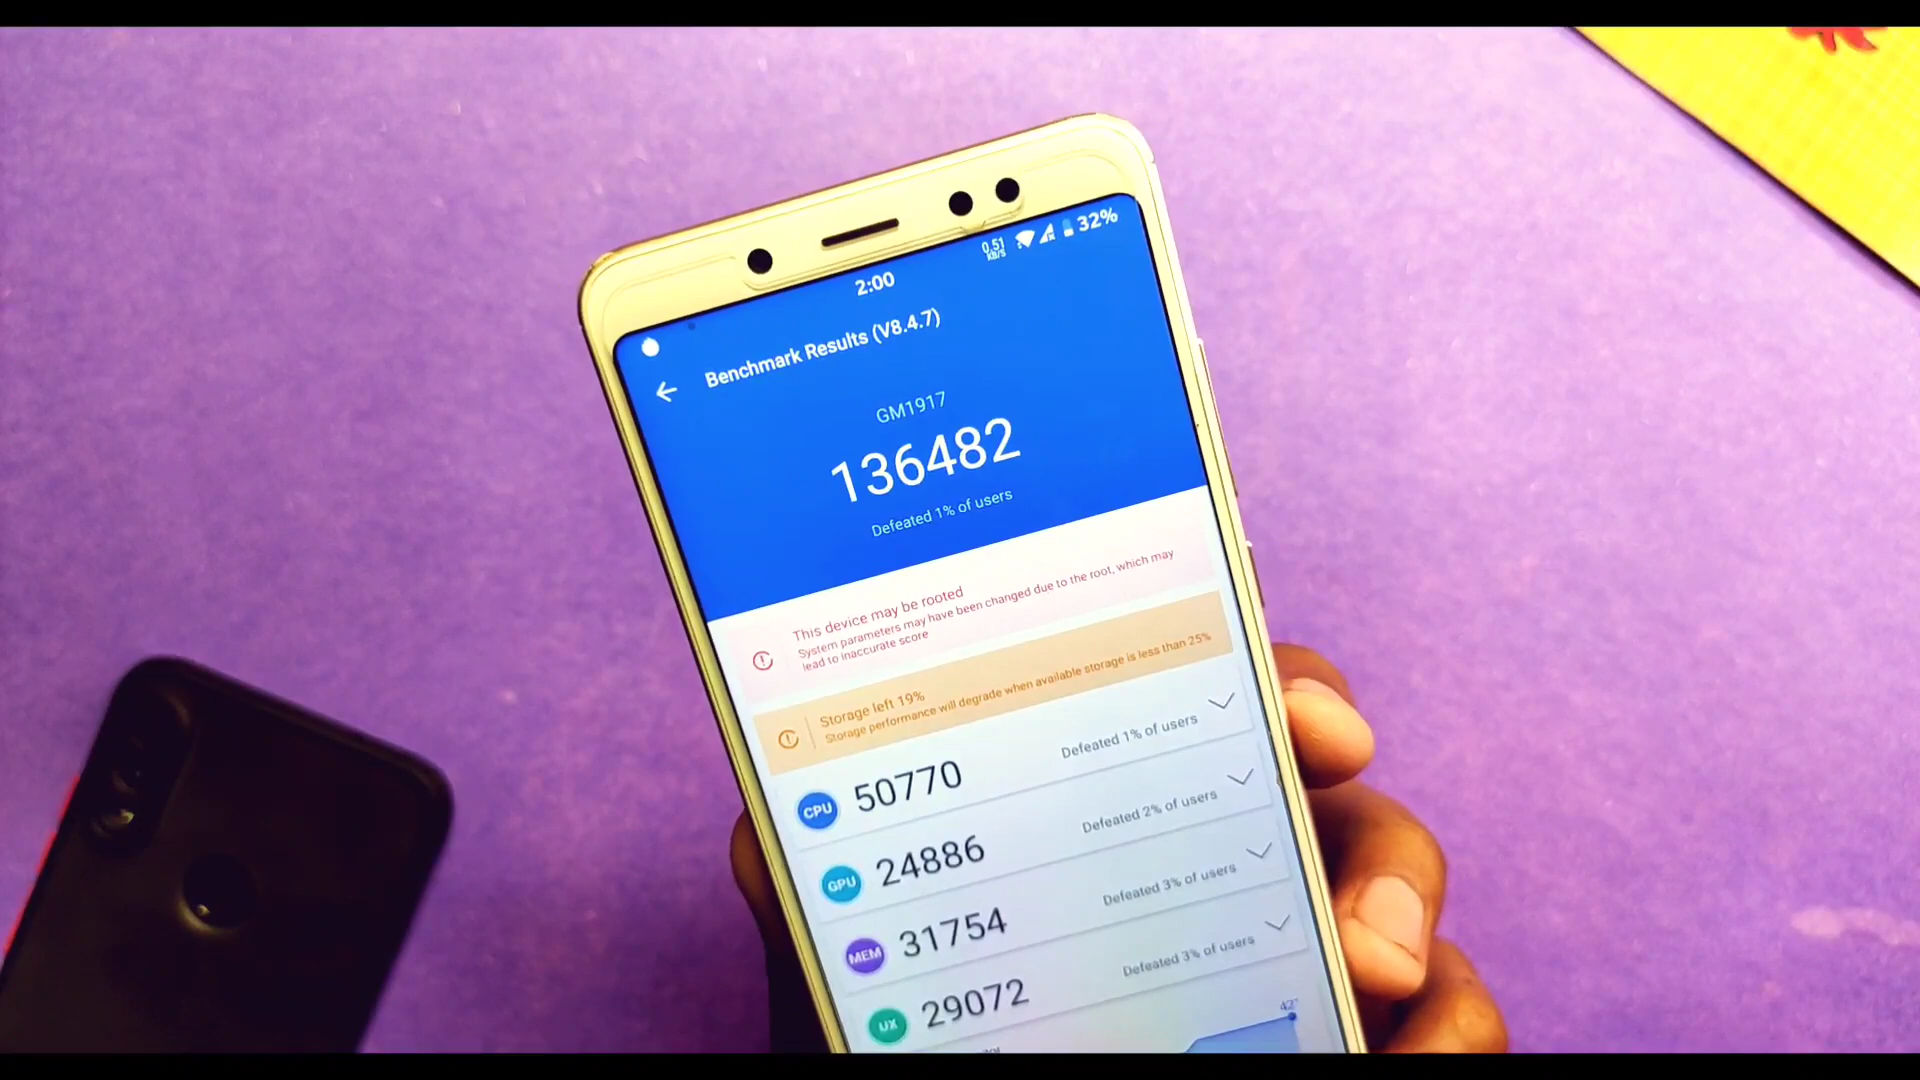 0.51
KB/S
32%
2:00
Benchmark Results (V8.4.7)
GM1917
136482
Defeated 1% of users
This device may be rooted
System parameters may have been changed due to the root, which may
lead to inaccurate score
Storage left 19%
Storage performance will degrade when available storage is less than 25%
CPU 50770 Defeated 1% of users
GPU 24886 Defeated 2% of users
MEM 31754 Defeated 3% of users
UX 29072 Defeated 3% of users
42°